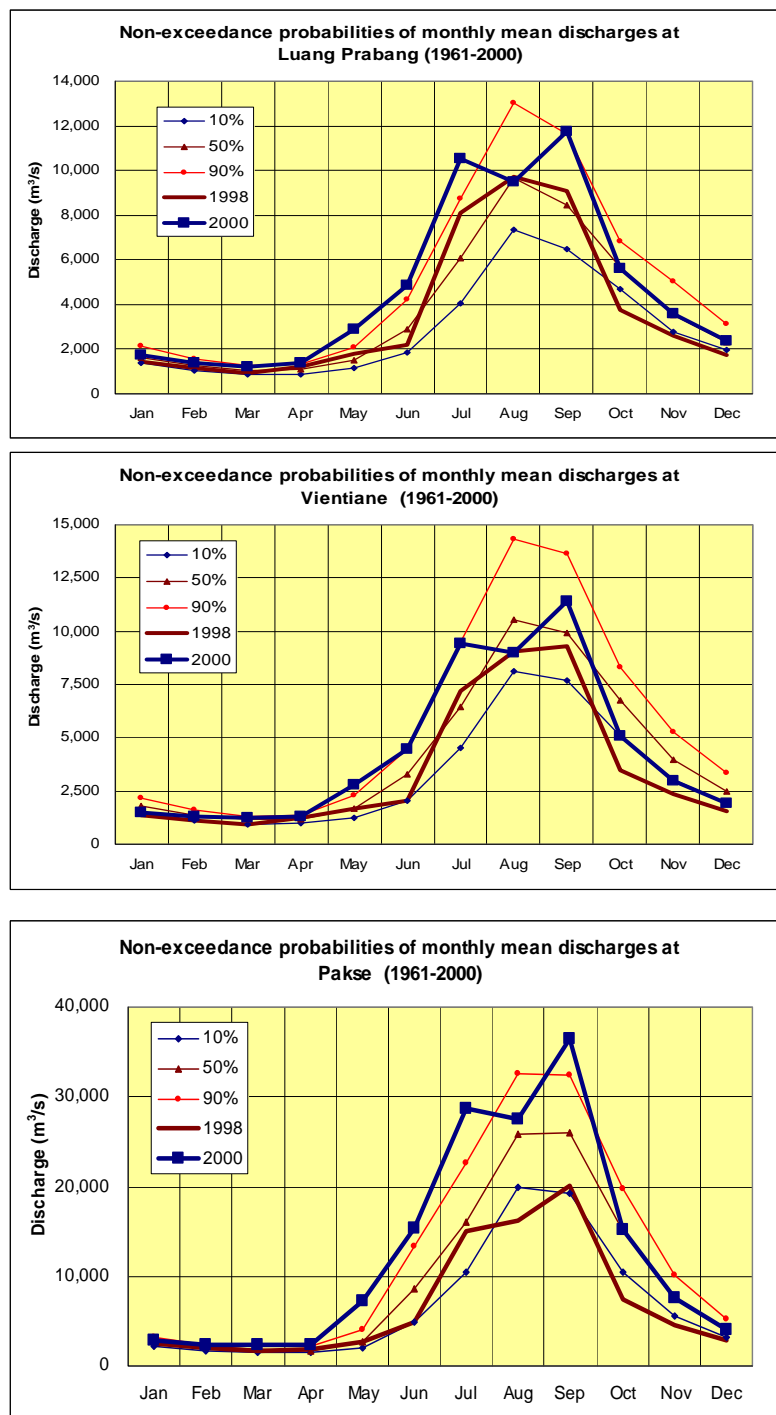 Non-exceedance probabilities of monthly mean discharges at
Luang Prabang (1961-2000)
14,000
12,000
10,000
8,000
6,000
4,000
2,000
0
Discharge (m³/s)
10%
50%
90%
1998
2000
Jan Feb Mar Apr May Jun Jul Aug Sep Oct Nov Dec
Non-exceedance probabilities of monthly mean discharges at
Vientiane (1961-2000)
15,000
12,500
10,000
7,500
5,000
2,500
0
Discharge (m³/s)
10%
50%
90%
1998
2000
Jan Feb Mar Apr May Jun Jul Aug Sep Oct Nov Dec
Non-exceedance probabilities of monthly mean discharges at
Pakse (1961-2000)
40,000
30,000
20,000
10,000
0
Discharge (m³/s)
10%
50%
90%
1998
2000
Jan Feb Mar Apr May Jun Jul Aug Sep Oct Nov Dec